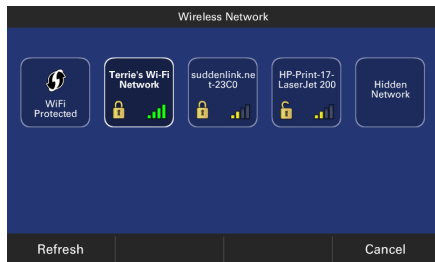 Wireless Network
WiFi
Protected
Terrie's Wi-Fi
Network
suddenlink.ne
t-23C0
HP-Print-17-
LaserJet 200
Hidden
Network
Refresh
Cancel